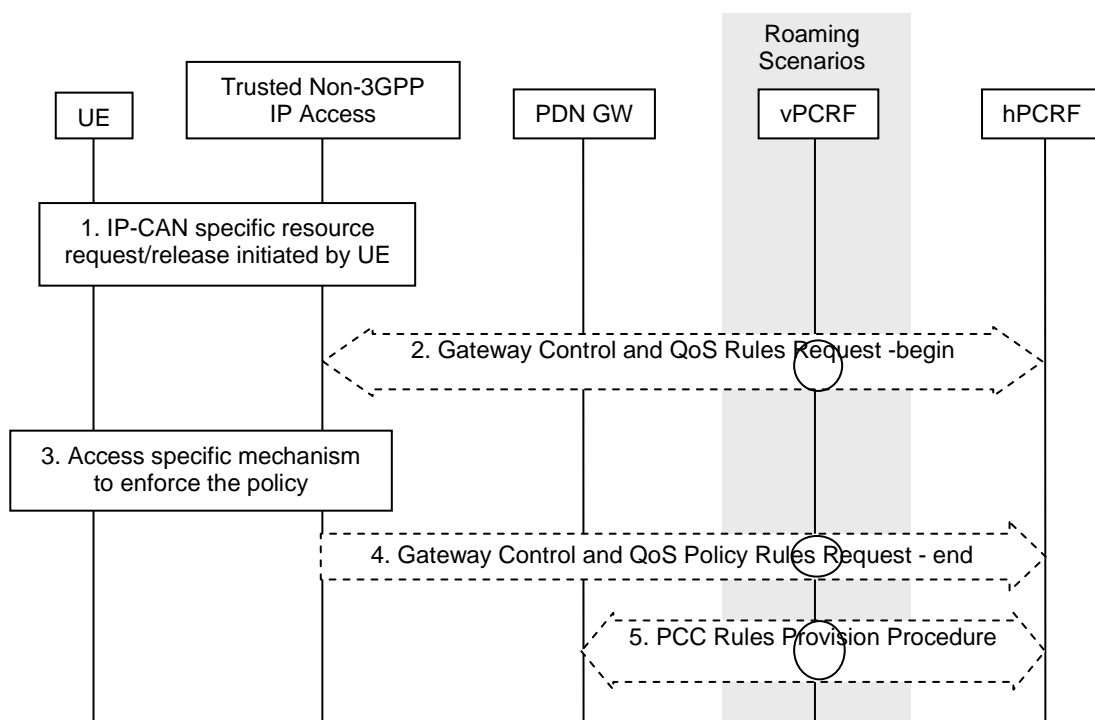 Roaming
Scenarios
UE
Trusted Non-3GPP
IP Access
PDN GW
vPCRF
hPCRF
1. IP-CAN specific resource
request/release initiated by UE
2. Gateway Control and QoS Rules Request -begin
3. Access specific mechanism
to enforce the policy
4. Gateway Control and QoS Policy Rules Request - end
5. PCC Rules Provision Procedure